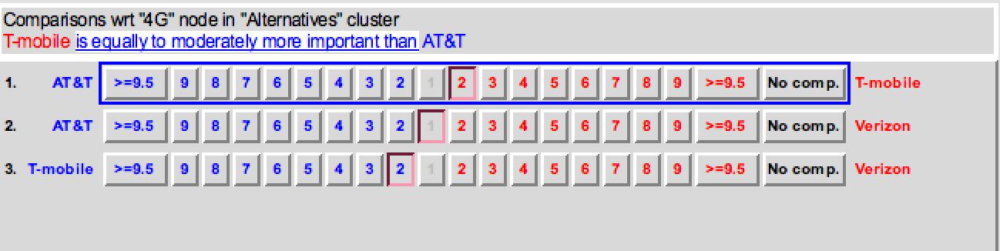 Comparisons wrt "4G" node in "Alternatives" cluster
T-mobile is equally to moderately more important than AT&T
1. AT&T >=9.5 9 8 7 6 5 4 3 2 1 2 3 4 5 6 7 8 9 >=9.5 No comp. T-mobile
2. AT&T >=9.5 9 8 7 6 5 4 3 2 1 2 3 4 5 6 7 8 9 >=9.5 No comp. Verizon
3. T-mobile >=9.5 9 8 7 6 5 4 3 2 1 2 3 4 5 6 7 8 9 >=9.5 No comp. Verizon